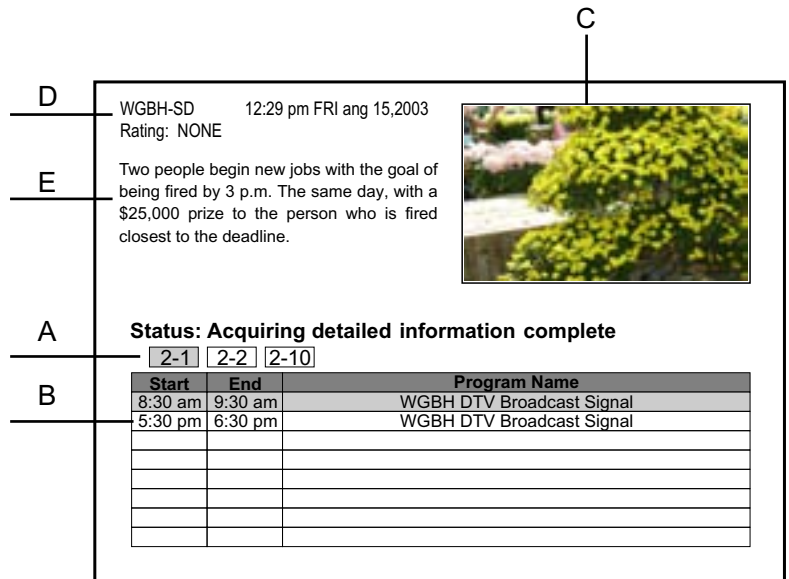 C
D
WGBH-SD 12:29 pm FRI ang 15,2003
Rating: NONE
E
Two people begin new jobs with the goal of
being fired by 3 p.m. The same day, with a
$25,000 prize to the person who is fired
closest to the deadline.
A
Status: Acquiring detailed information complete
2-1 2-2 2-10
B
Start End Program Name
8:30 am 9:30 am WGBH DTV Broadcast Signal
5:30 pm 6:30 pm WGBH DTV Broadcast Signal